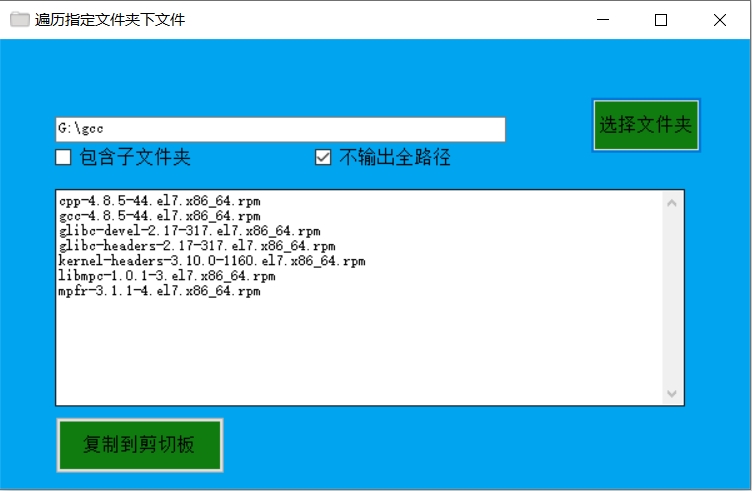 遍历指定文件夹下文件
选择文件夹
G:\gcc
包含子文件夹 不输出全路径
cpp-4.8.5-44.el7.x86_64.rpm
gcc-4.8.5-44.el7.x86_64.rpm
glibc-devel-2.17-317.el7.x86_64.rpm
glibc-headers-2.17-317.el7.x86_64.rpm
kernel-headers-3.10.0-1160.el7.x86_64.rpm
libmpc-1.0.1-3.el7.x86_64.rpm
mpfr-3.1.1-4.el7.x86_64.rpm
复制到剪切板